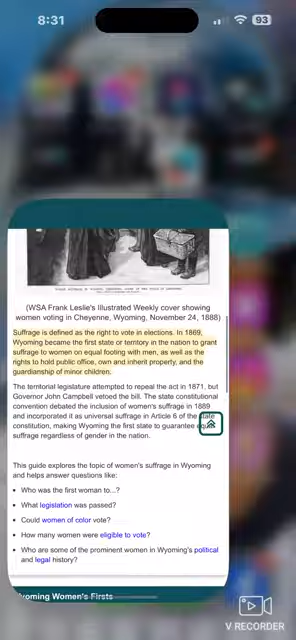 8:31
93
(WSA Frank Leslie's Illustrated Weekly cover showing
women voting in Cheyenne, Wyoming, November 24, 1888)
Suffrage is defined as the right to vote in elections. In 1869,
Wyoming became the first state or territory in the nation to grant
suffrage to women on equal footing with men, as well as the
rights to hold public office, own and inherit property, and the
guardianship of minor children.
The territorial legislature attempted to repeal the act in 1871, but
Governor John Campbell vetoed the bill. The state constitutional
convention debated the inclusion of women's suffrage in 1889
and incorporated it as universal suffrage in Article 6 of the state
constitution, making Wyoming the first state to guarantee equal
suffrage regardless of gender in the nation.
This guide explores the topic of women's suffrage in Wyoming
and helps answer questions like:
• Who was the first woman to...?
• What legislation was passed?
• Could women of color vote?
• How many women were eligible to vote?
• Who are some of the prominent women in Wyoming's political
and legal history?
yoming Women's Firsts
V RECORDER